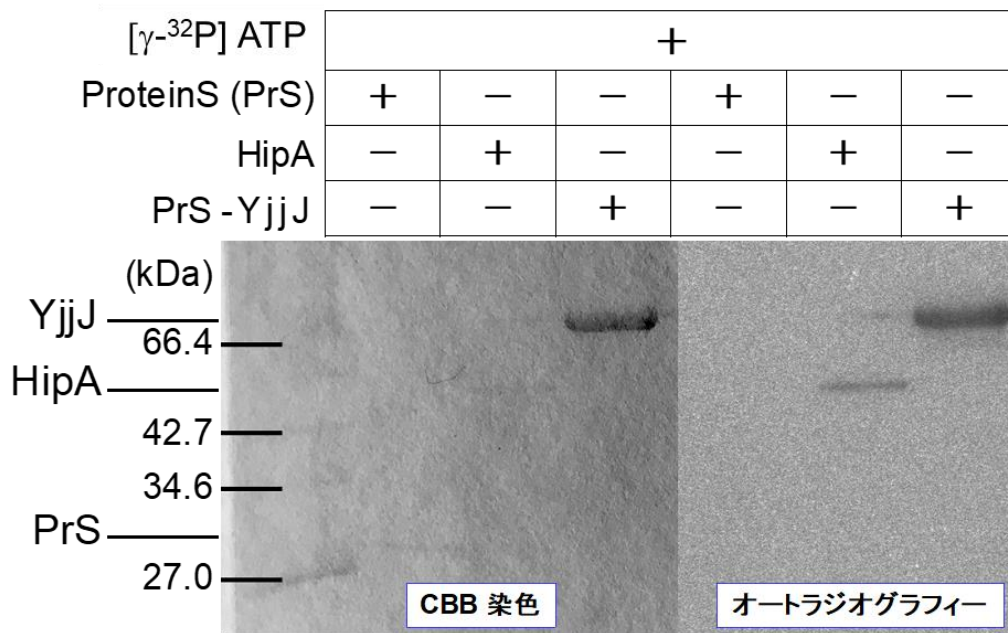 [γ-³²P] ATP +
ProteinS (PrS) + − − + − −
HipA − + − − + −
PrS -YjjJ − − + − − +
(kDa)
YjjJ
66.4
HipA
42.7
34.6
PrS
27.0
CBB 染色 オートラジオグラフィー